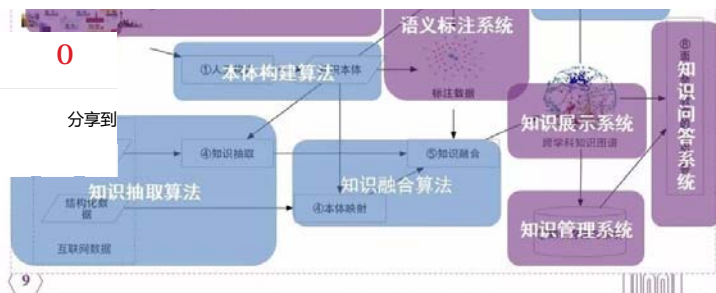 语义标注系统
0
①人工
本体构建算法
识本体
标注数据
知识问答系统
分享到
知识展示系统
跨学科知识图谱
④知识抽取
⑤知识融合
知识抽取算法
知识融合算法
结构化数据
④本体映射
知识管理系统
互联网数据
9